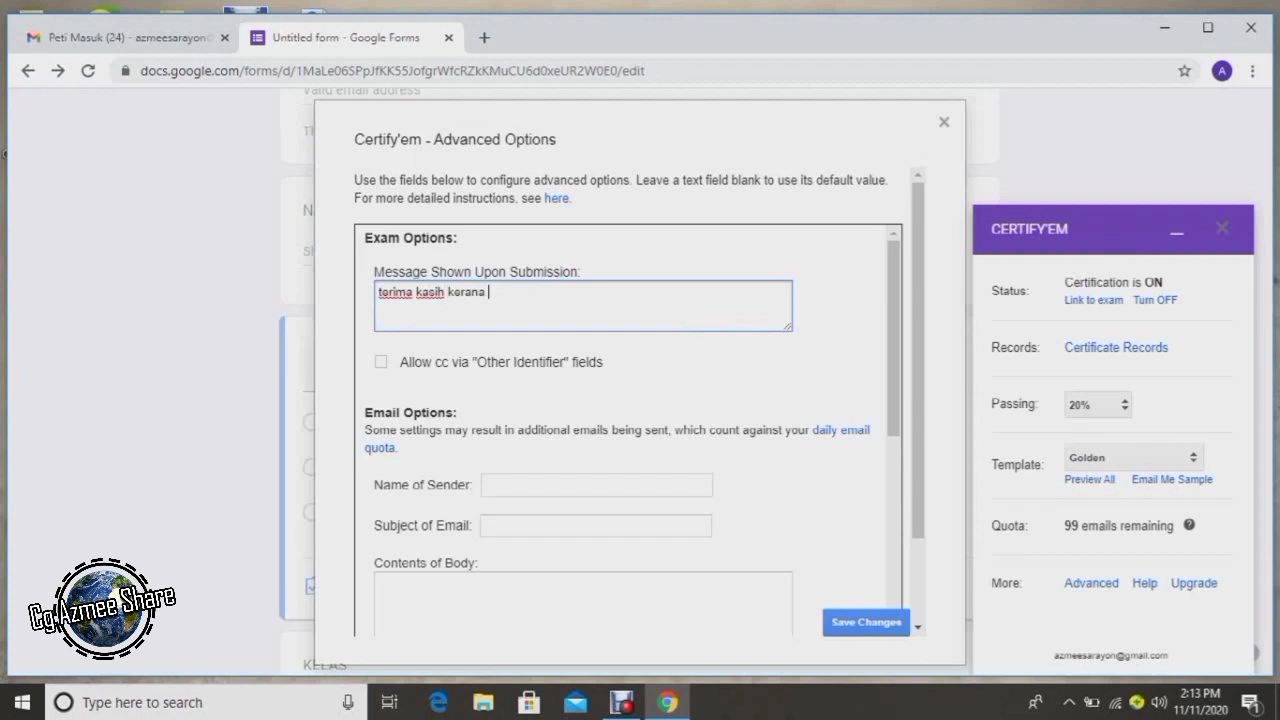 Peti Masuk (24) - azmeesarayon@
Untitled form - Google Forms
docs.google.com/forms/d/1MaLe06SPpJfKK55JofgrWfcRZkKMuCU6d0xeUR2W0E0/edit
A
Valid email address
Certify'em - Advanced Options
Use the fields below to configure advanced options. Leave a text field blank to use its default value.
For more detailed instructions, see here.
Exam Options:
Message Shown Upon Submission:
terima kasih kerana
Allow cc via "Other Identifier" fields
Email Options:
Some settings may result in additional emails being sent, which count against your daily email
quota.
Name of Sender:
Subject of Email:
Contents of Body:
Save Changes
KELAS
CERTIFY'EM
Status:
Certification is ON
Link to exam Turn OFF
Records:
Certificate Records
Passing:
20%
Template:
Golden
Preview All Email Me Sample
Quota:
99 emails remaining
More:
Advanced Help Upgrade
azmeesarayon@gmail.com
Cg Azmee Share
Type here to search
2:13 PM
11/11/2020